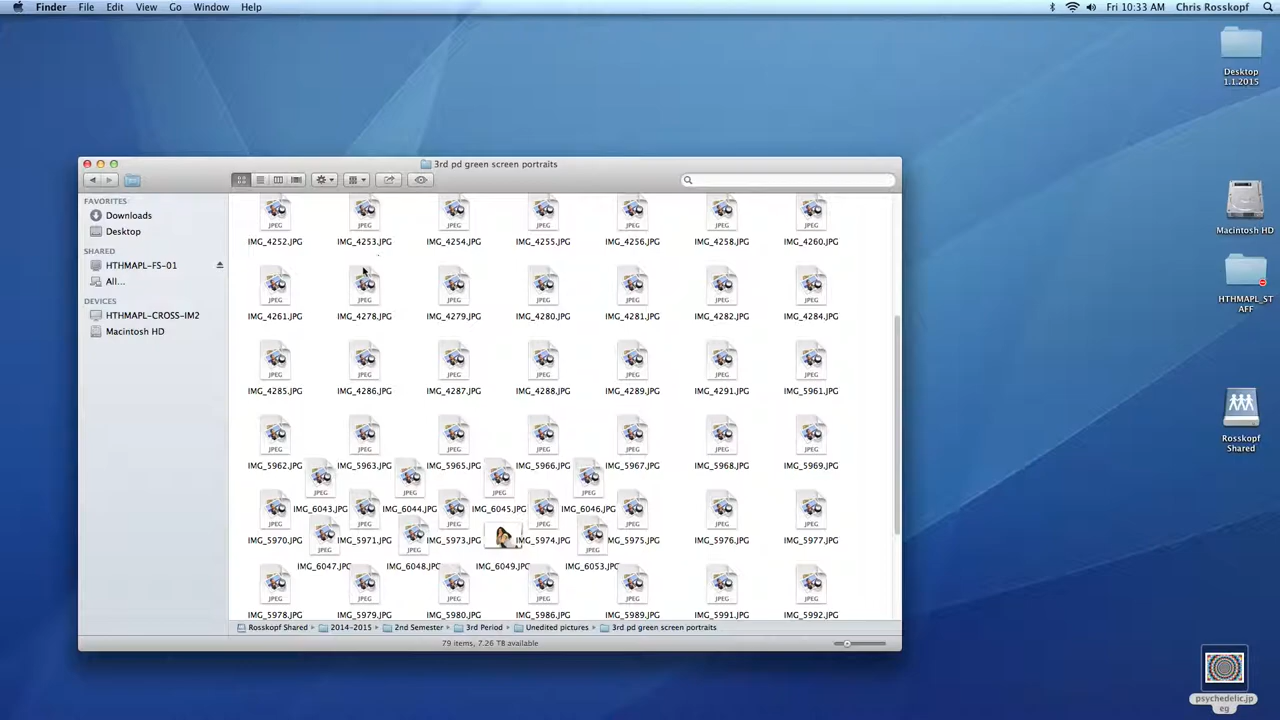 Finder File Edit View Go Window Help Fri 10:33 AM Chris Rosskopf
Desktop
1.1.2015
3rd pd green screen portraits
FAVORITES
Downloads
Desktop
SHARED
HTHMAPL-FS-01
All...
DEVICES
HTHMAPL-CROSS-IM2
Macintosh HD
IMG_4252.JPG IMG_4253.JPG IMG_4254.JPG IMG_4255.JPG IMG_4256.JPG IMG_4258.JPG IMG_4260.JPG
IMG_4261.JPG IMG_4278.JPG IMG_4279.JPG IMG_4280.JPG IMG_4281.JPG IMG_4282.JPG IMG_4284.JPG
IMG_4285.JPG IMG_4286.JPG IMG_4287.JPG IMG_4288.JPG IMG_4289.JPG IMG_4291.JPG IMG_5961.JPG
IMG_5962.JPG IMG_5963.JPG IMG_5965.JPG IMG_5966.JPG IMG_5967.JPG IMG_5968.JPG IMG_5969.JPG
IMG_6043.JPG IMG_6044.JPG IMG_6045.JPG IMG_6046.JPG
IMG_5970.JPG IMG_5971.JPG IMG_5973.JPG IMG_5974.JPG IMG_5975.JPG IMG_5976.JPG IMG_5977.JPG
IMG_6047.JPG IMG_6048.JPG IMG_6049.JPG IMG_6053.JPG
IMG_5978.JPG IMG_5979.JPG IMG_5980.JPG IMG_5986.JPG IMG_5989.JPG IMG_5991.JPG IMG_5992.JPG
Rosskopf Shared 2014-2015 2nd Semester 3rd Period Unedited pictures 3rd pd green screen portraits
79 items, 7.26 TB available
Macintosh HD
HTHMAPL_ST
AFF
Rosskopf
Shared
psychedelic.jp
eg